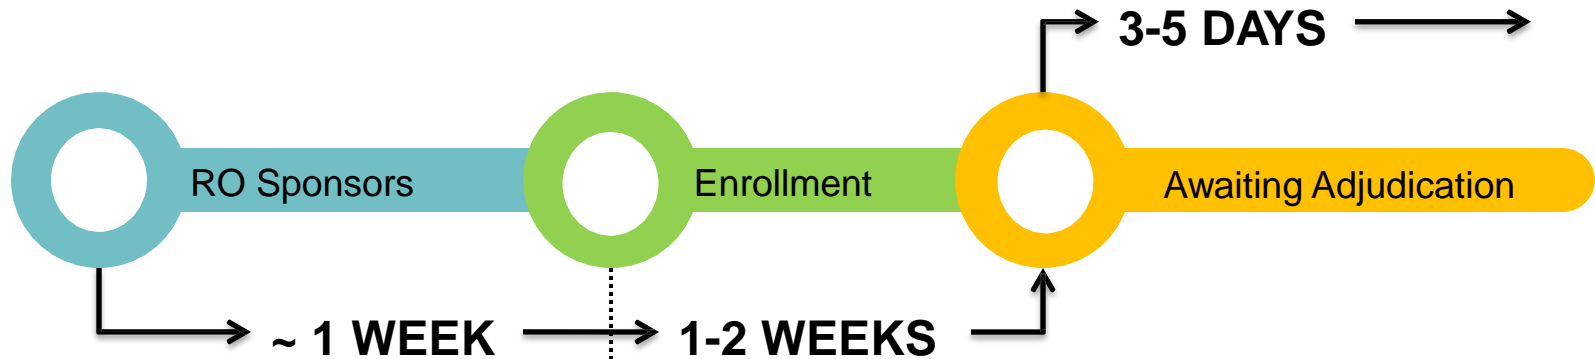 3-5 DAYS
RO Sponsors
Enrollment
Awaiting Adjudication
~ 1 WEEK
1-2 WEEKS